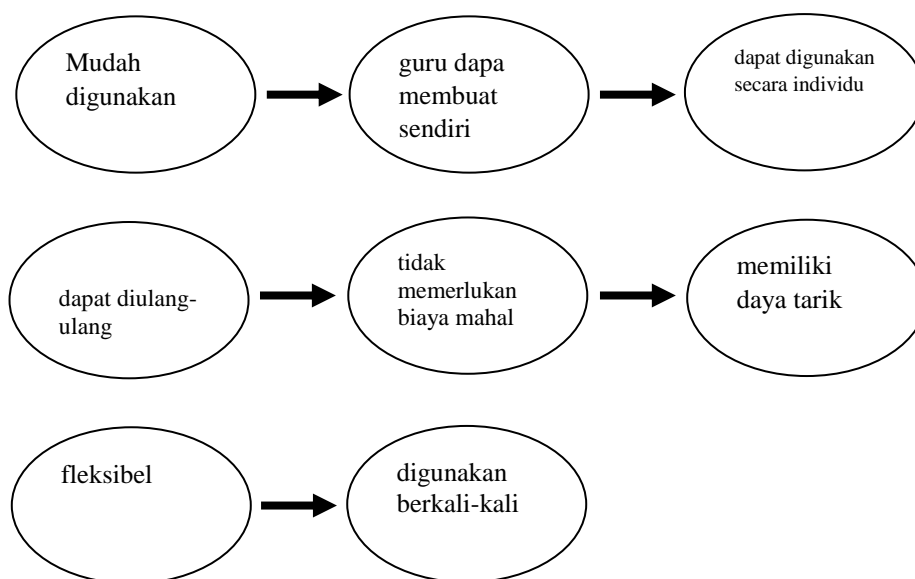 Mudah
digunakan
guru dapa
membuat
sendiri
dapat digunakan
secara individu
dapat diulang-
ulang
tidak
memerlukan
biaya mahal
memiliki
daya tarik
fleksibel
digunakan
berkali-kali